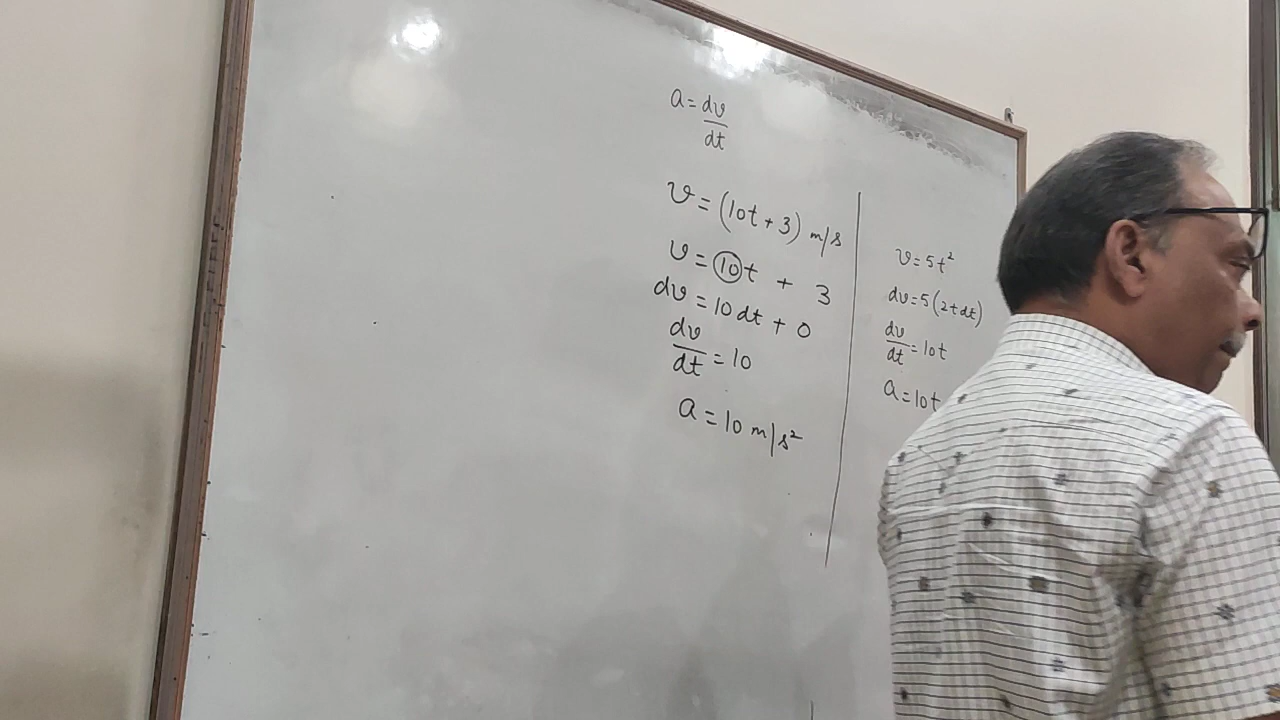 a = dv/dt
v = (10t + 3) m/s
v = 10t + 3
dv = 10 dt + 0
dv/dt = 10
a = 10 m/s²
v = 5t²
dv = 5(2t dt)
dv/dt = 10t
a = 10t